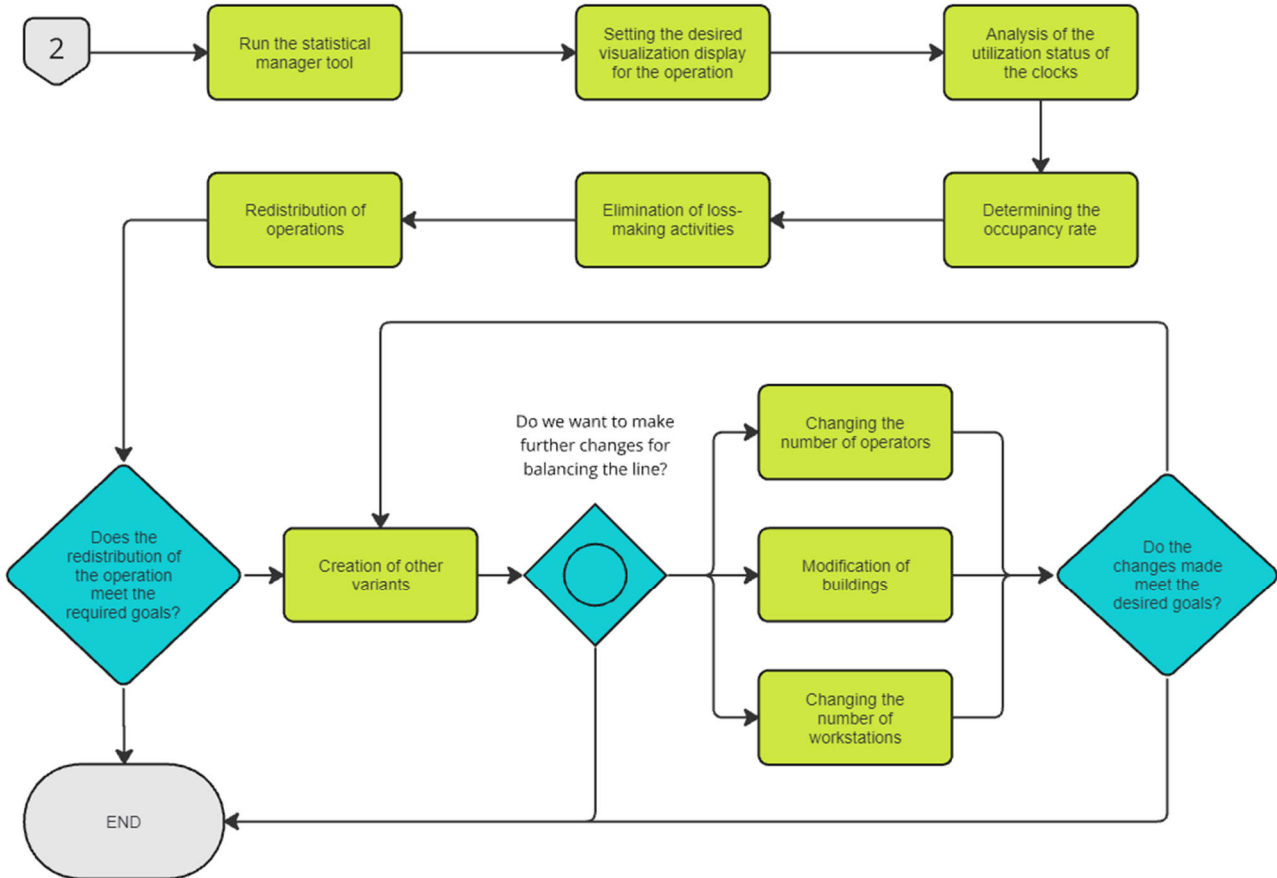 2
Run the statistical
manager tool
Setting the desired
visualization display
for the operation
Analysis of the
utilization status of
the clocks
Redistribution of
operations
Elimination of loss-
making activities
Determining the
occupancy rate
Do we want to make
further changes for
balancing the line?
Changing the
number of operators
Does the
redistribution of
the operation
meet the
required goals?
Creation of other
variants
Modification of
buildings
Do the
changes made
meet the
desired goals?
Changing the
number of
workstations
END